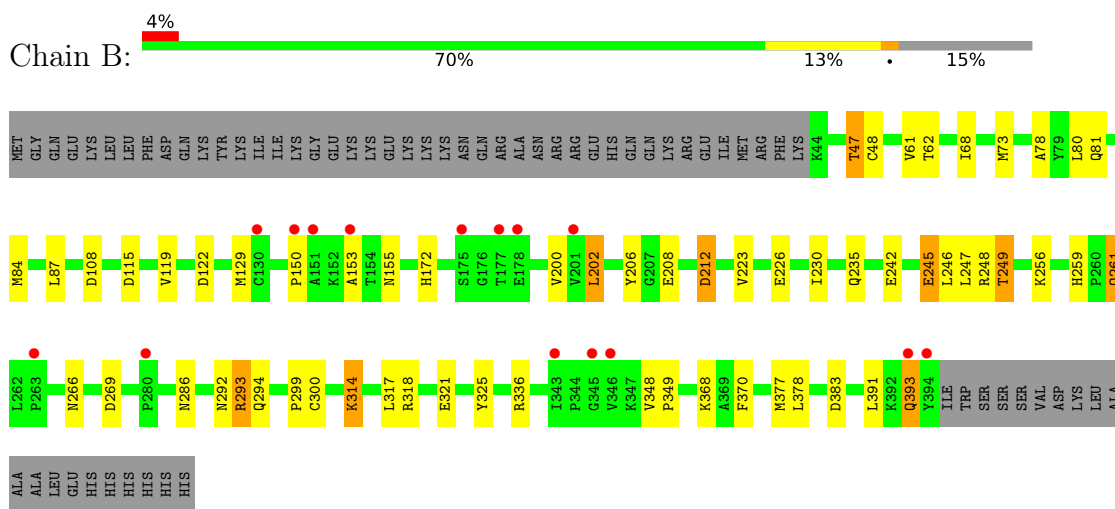 4%
Chain B:
70% 13% • 15%
MET GLY GLN GLU LYS LEU LEU PHE ASP GLN LYS TYR LYS ILE ILE LYS GLY GLU LYS LYS GLU LYS LYS LYS ASN GLN ARG ALA ASN ARG ARG GLU HIS GLN GLN LYS ARG GLU ILE MET ARG PHE LYS K44 T47 C48 V61 T62 I68 M73 A78 Y79 L80 Q81
M84 L87 D108 D115 V119 D122 M129 C130 P150 A151 K152 A153 T154 N155 H172 S175 G176 T177 E178 V200 V201 L202 Y206 G207 E208 D212 V223 E226 I230 Q235 E242 E245 L246 L247 R248 T249 K256 H259 P260 Q261
L262 P263 N266 D269 P280 N286 N292 R293 Q294 P299 C300 K314 L317 R318 E321 Y325 R336 I343 P344 G345 V346 K347 V348 P349 K368 A369 F370 M377 L378 D383 L391 K392 Q393 Y394 ILE TRP SER SER SER VAL ASP LYS LEU ALA
ALA ALA LEU GLU HIS HIS HIS HIS HIS HIS